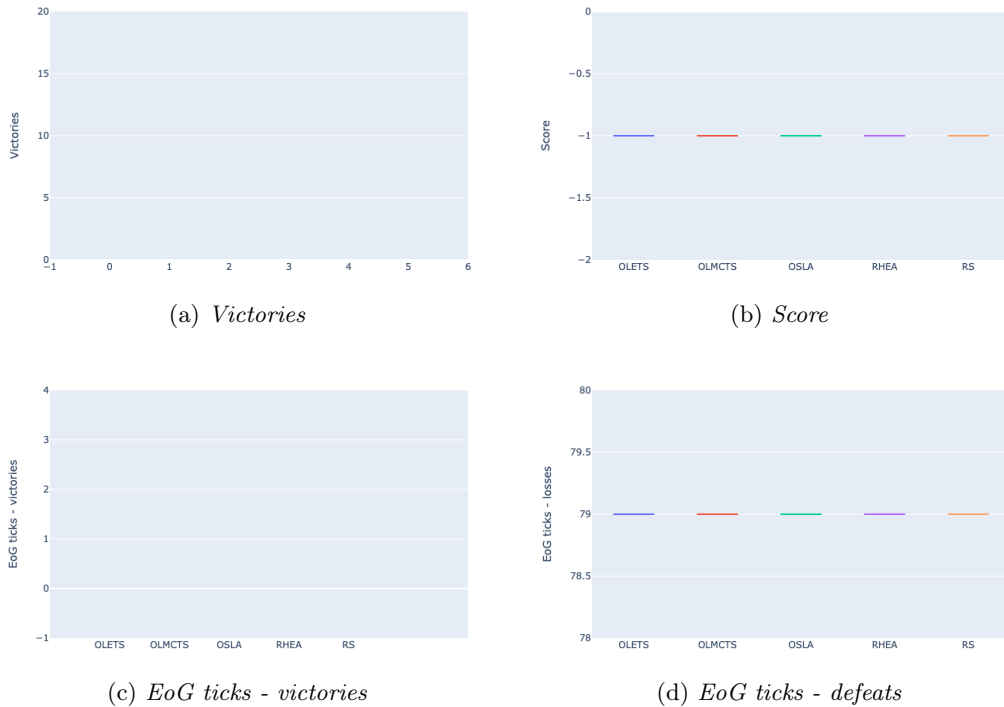 20
15
10
5
0
Victories
−1 0 1 2 3 4 5 6
(a) Victories
0
−0.5
−1
−1.5
−2
Score
OLETS OLMCTS OSLA RHEA RS
(b) Score
4
3
2
1
0
−1
EoG ticks - victories
OLETS OLMCTS OSLA RHEA RS
(c) EoG ticks - victories
80
79.5
79
78.5
78
EoG ticks - losses
OLETS OLMCTS OSLA RHEA RS
(d) EoG ticks - defeats